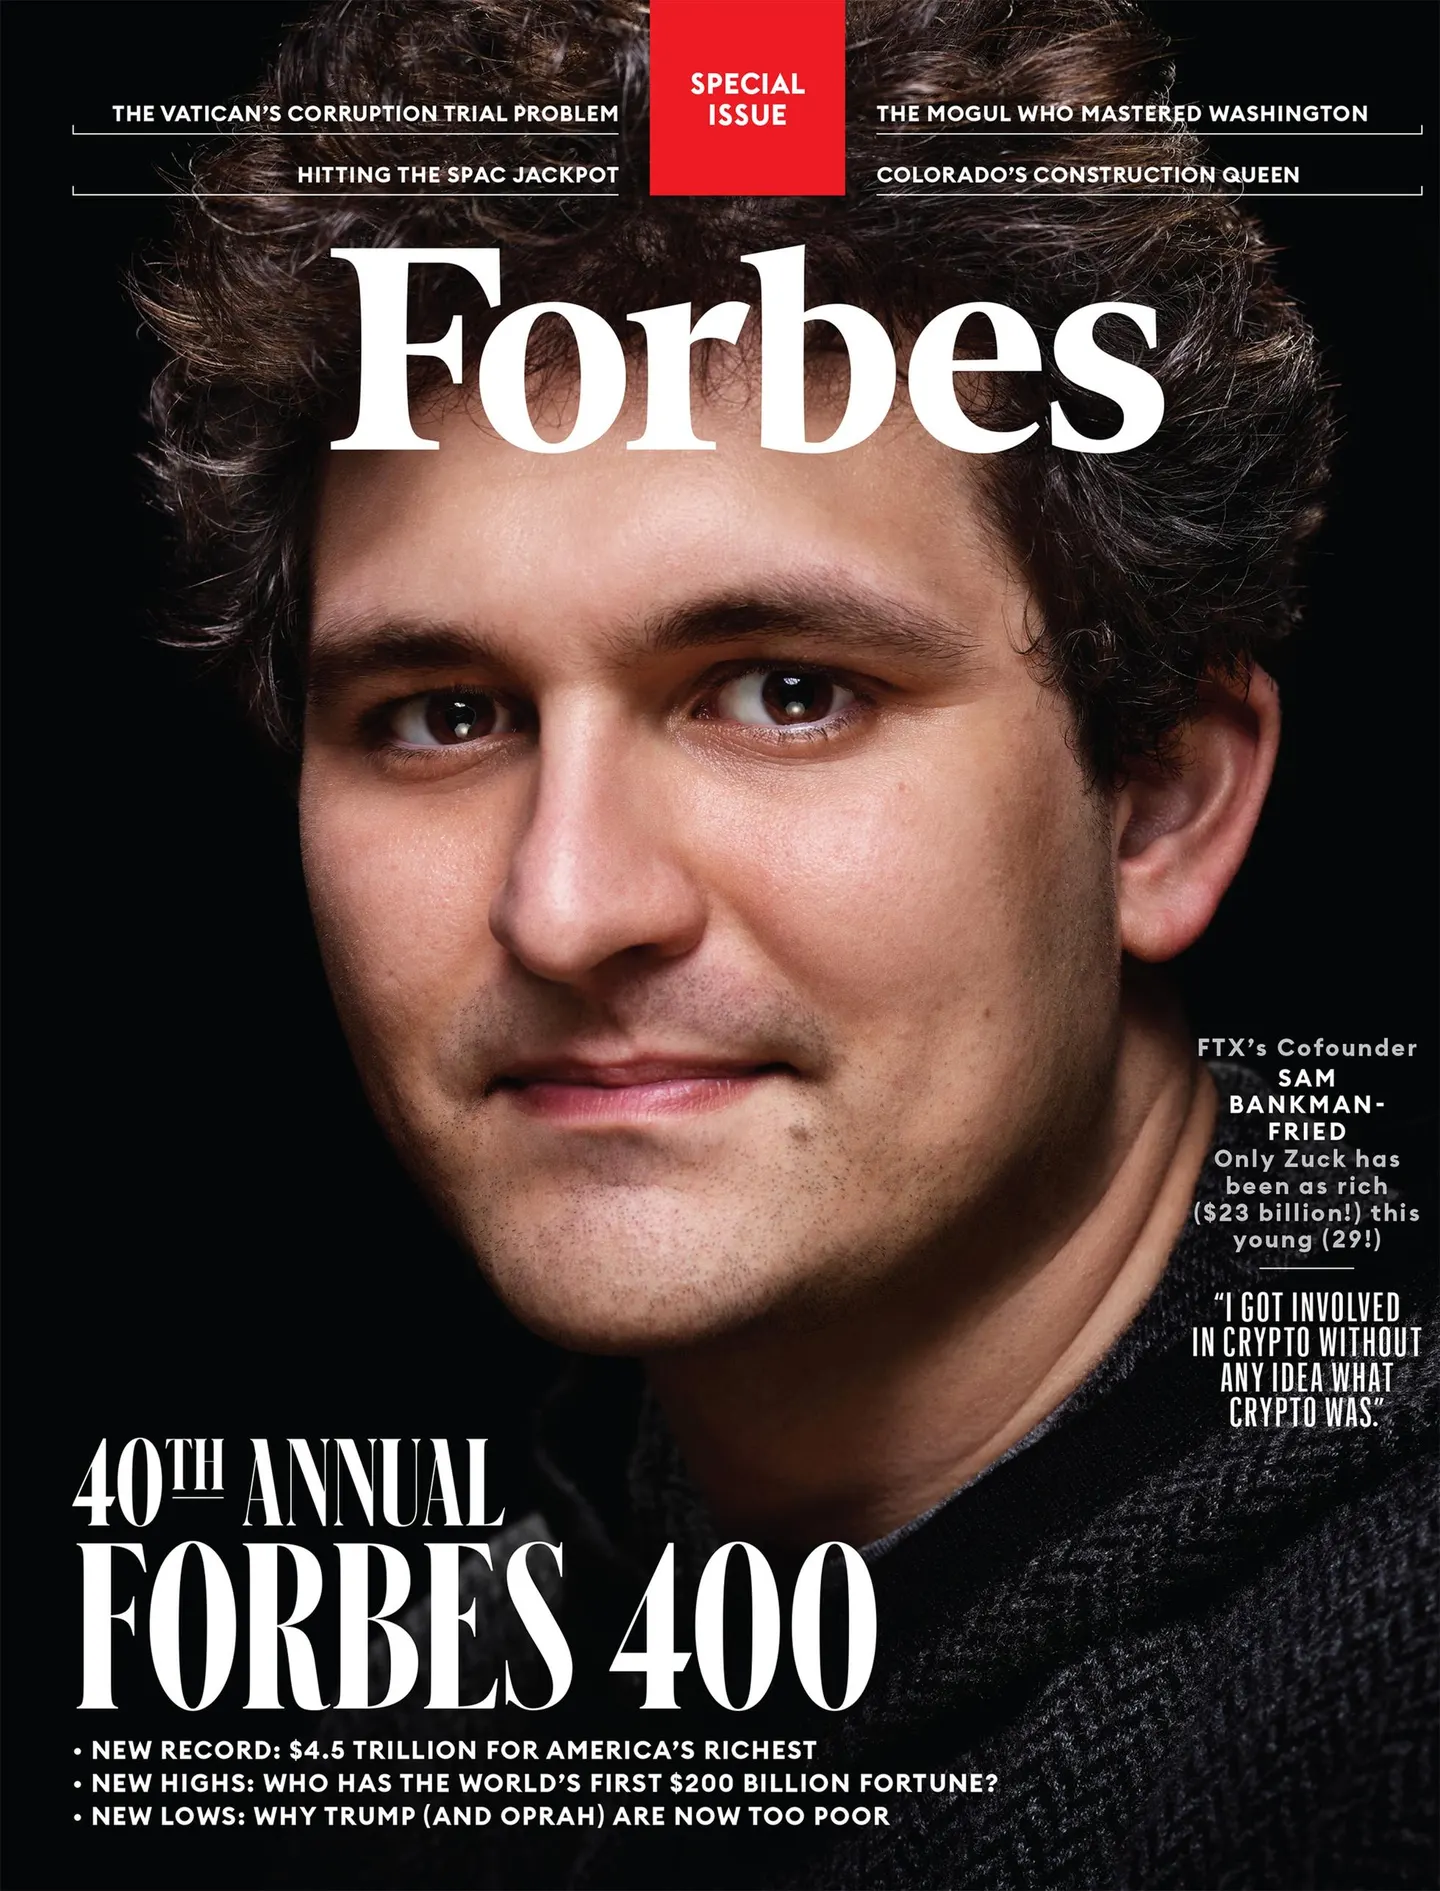 SPECIAL
ISSUE
THE VATICAN'S CORRUPTION TRIAL PROBLEM
HITTING THE SPAC JACKPOT
THE MOGUL WHO MASTERED WASHINGTON
COLORADO'S CONSTRUCTION QUEEN
Forbes
FTX's Cofounder
SAM
BANKMAN-
FRIED
Only Zuck has
been as rich
($23 billion!) this
young (29!)
“I GOT INVOLVED
IN CRYPTO WITHOUT
ANY IDEA WHAT
CRYPTO WAS.”
40TH ANNUAL
FORBES 400
• NEW RECORD: $4.5 TRILLION FOR AMERICA'S RICHEST
• NEW HIGHS: WHO HAS THE WORLD'S FIRST $200 BILLION FORTUNE?
• NEW LOWS: WHY TRUMP (AND OPRAH) ARE NOW TOO POOR